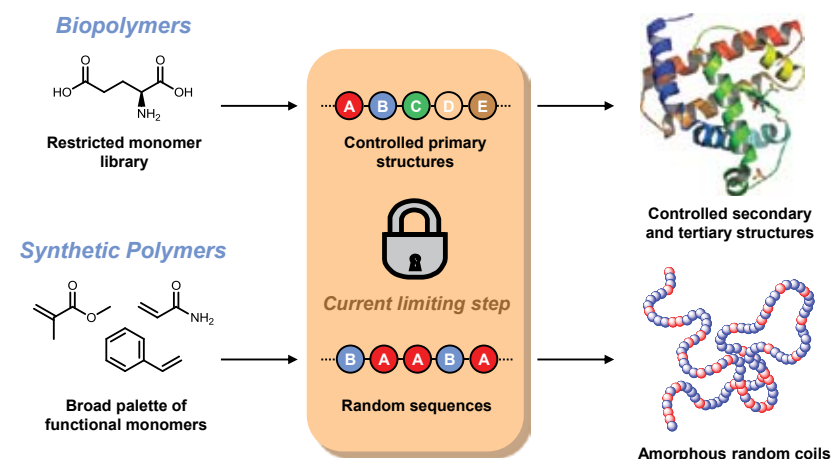 Biopolymers
O
O
HO
OH
NH2
Restricted monomer
library
A B C D E
Controlled primary
structures
Controlled secondary
and tertiary structures
Synthetic Polymers
O
O
O
NH2
Broad palette of
functional monomers
Current limiting step
B A A B A
Random sequences
Amorphous random coils